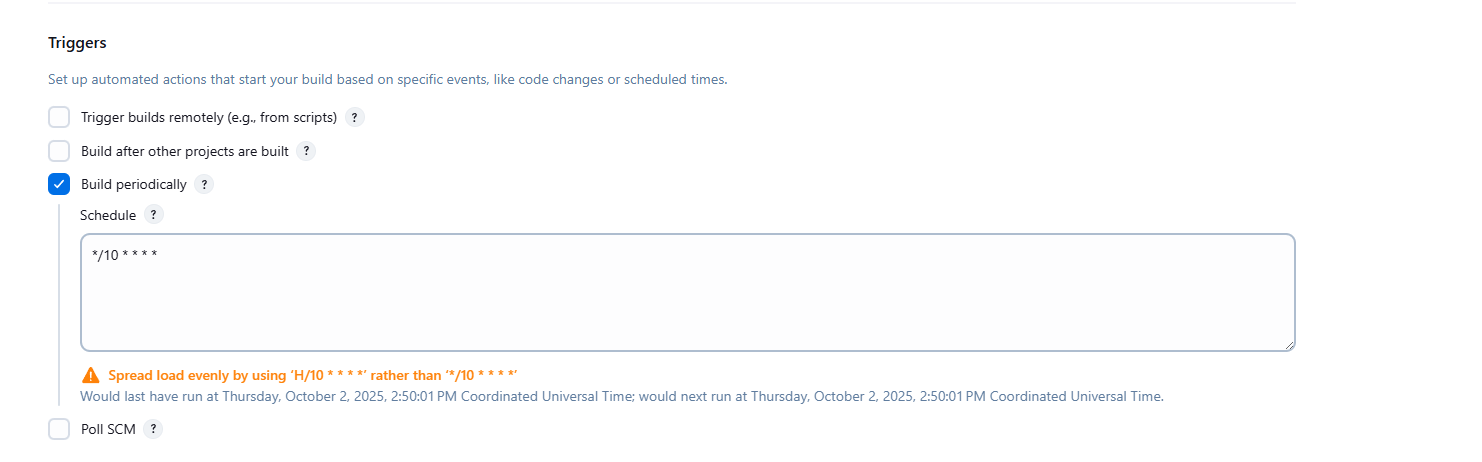 Triggers
Set up automated actions that start your build based on specific events, like code changes or scheduled times.
Trigger builds remotely (e.g., from scripts) ?
Build after other projects are built ?
Build periodically ?
Schedule ?
*/10 * * * *
Spread load evenly by using ‘H/10 * * * *’ rather than ‘*/10 * * * *’
Would last have run at Thursday, October 2, 2025, 2:50:01 PM Coordinated Universal Time; would next run at Thursday, October 2, 2025, 2:50:01 PM Coordinated Universal Time.
Poll SCM ?